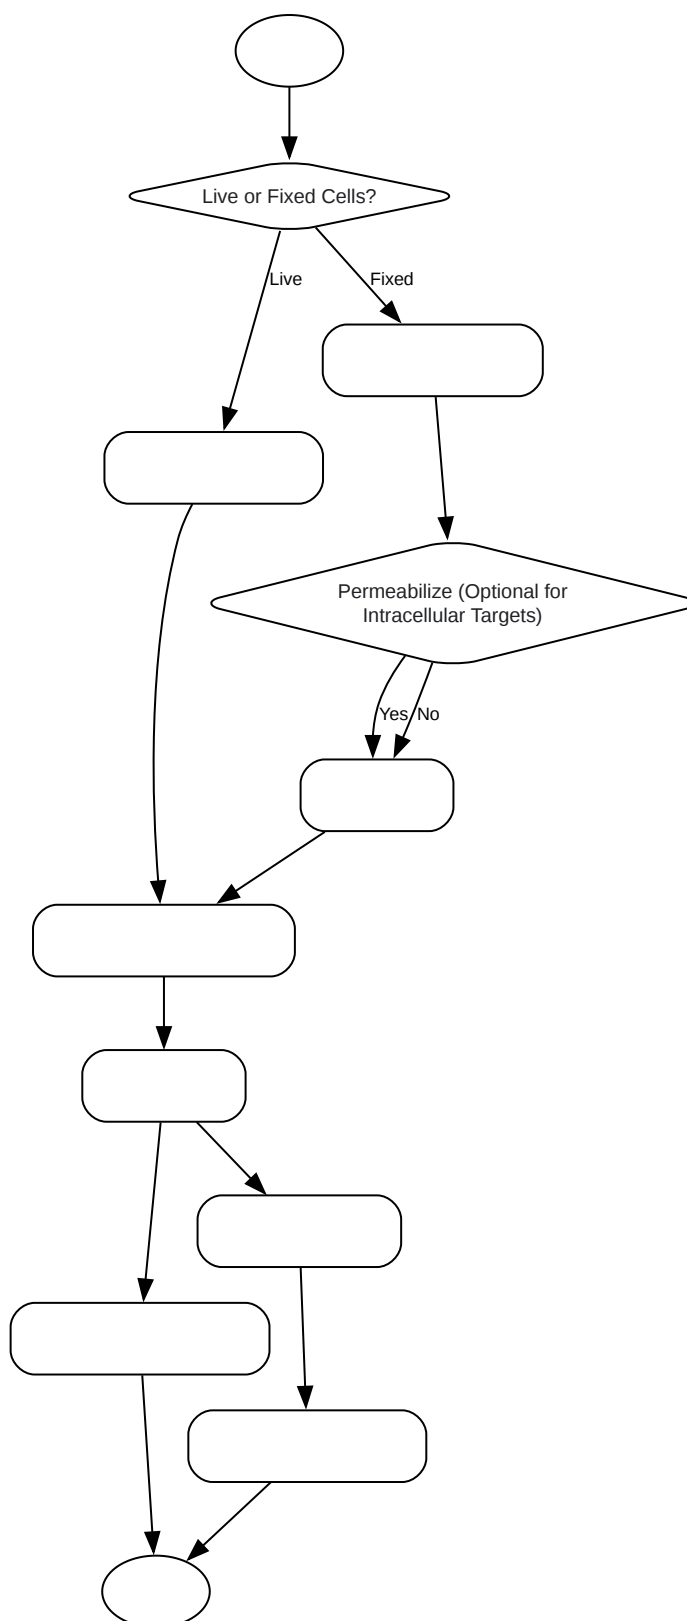 Live or Fixed Cells?
Live
Fixed
Permeabilize (Optional for
Intracellular Targets)
Yes
No